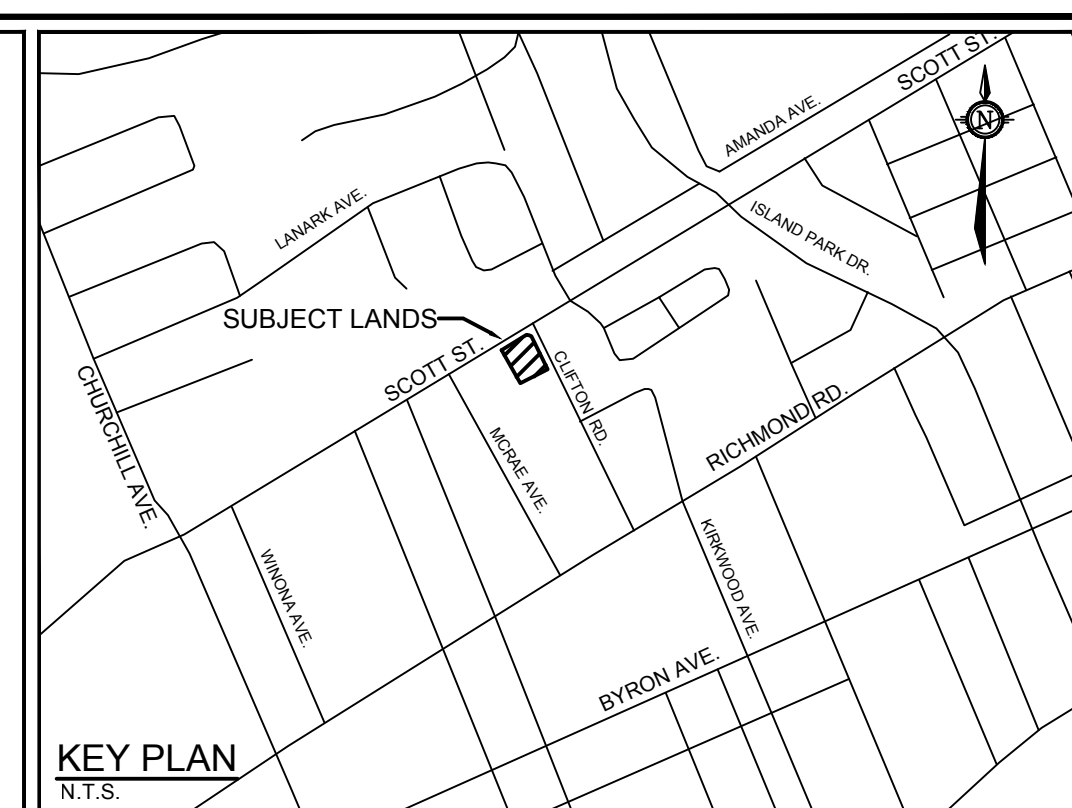 SCOTT ST.
AMANDA AVE.
N
LANARK AVE.
ISLAND PARK DR.
SUBJECT LANDS
SCOTT ST.
CLIFTON RD.
CHURCHILL AVE.
RICHMOND RD.
MCRAE AVE.
KIRKWOOD AVE.
WINONA AVE.
BYRON AVE.
KEY PLAN
N.T.S.